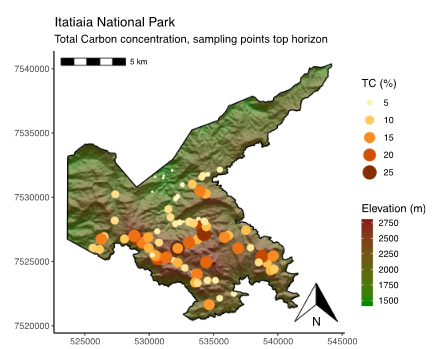 Itatiaia National Park
Total Carbon concentration, sampling points top horizon
5 km
7540000
7535000
7530000
7525000
7520000
525000 530000 535000 540000 545000
TC (%)
5
10
15
20
25
Elevation (m)
2750
2500
2250
2000
1750
1500
N